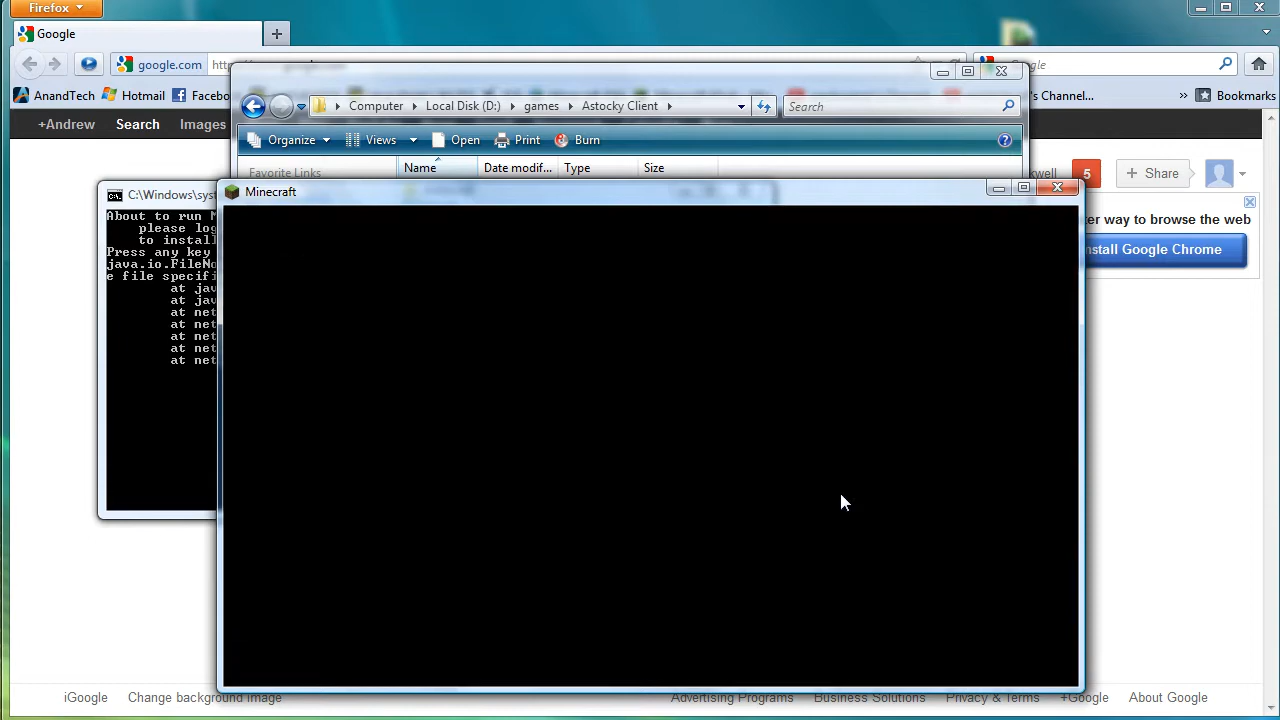 Firefox
Google
google.com
AnandTech
Hotmail
's Channel...
Bookmarks
+Andrew
Search
Images
Computer
Local Disk (D:)
games
Astocky Client
Search
Organize
Views
Open
Print
Burn
Favorite Links
Name
Date modif...
Type
Size
5
Share
C:\Windows\sys
Minecraft
About to run M
please log
to install
Press any key
java.io.FileNo
e file specifi
at jav
at jav
at net
at net
at net
at net
at net
er way to browse the web
nstall Google Chrome
iGoogle
Change background image
Advertising Programs
Business Solutions
Privacy & Terms
+Google
About Google